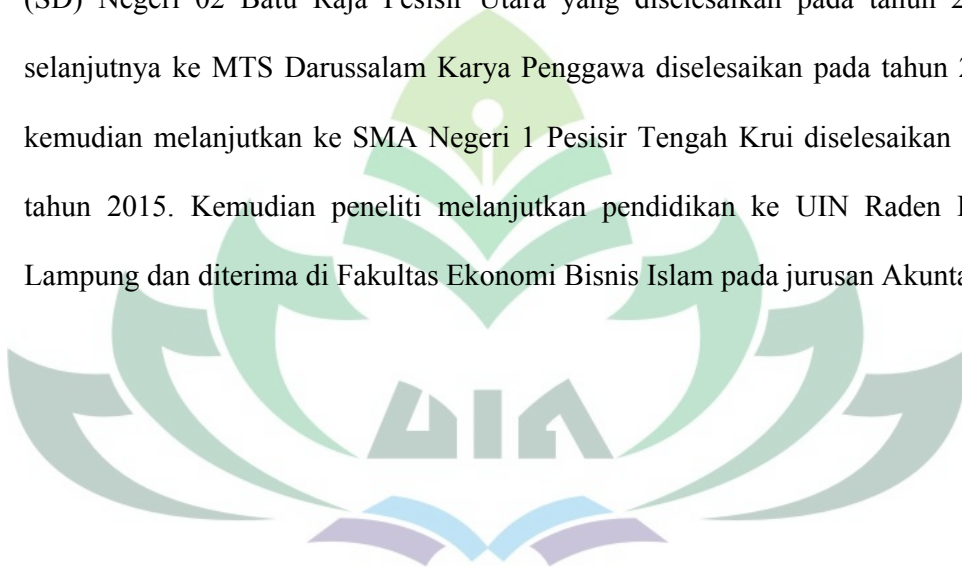 (SD) Negeri 02 Batu Raja Pesisir Utara yang diselesaikan pada tahun
selanjutnya ke MTS Darussalam Karya Penggawa diselesaikan pada tahun
kemudian melanjutkan ke SMA Negeri 1 Pesisir Tengah Krui diselesaikan
tahun 2015. Kemudian peneliti melanjutkan pendidikan ke UIN Raden
Lampung dan diterima di Fakultas Ekonomi Bisnis Islam pada jurusan
UIN